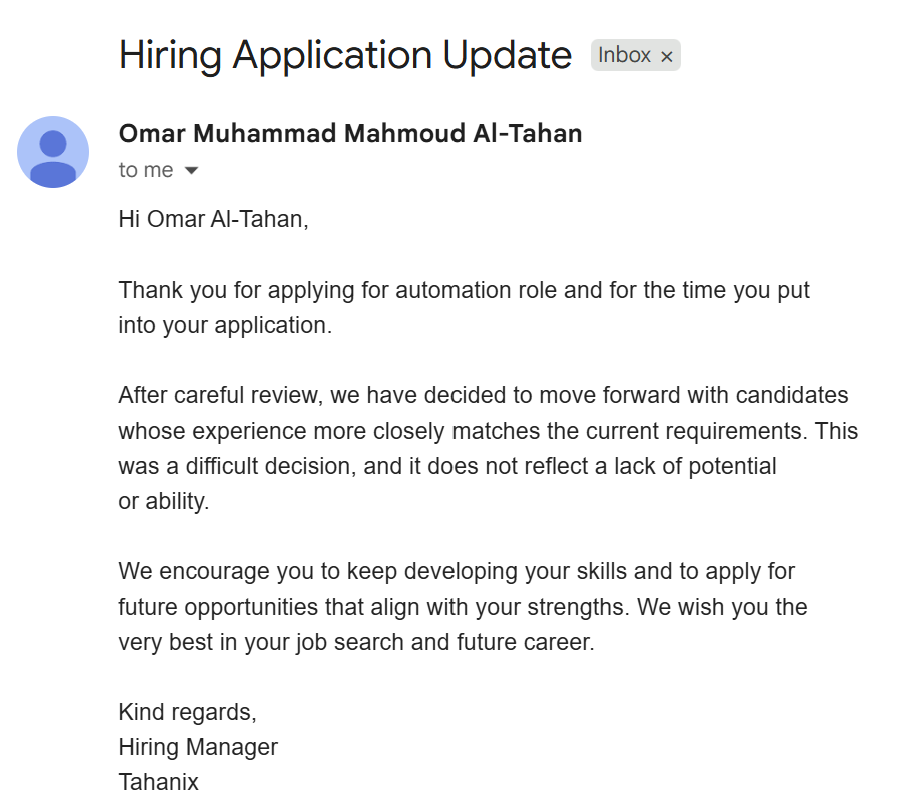 Hiring Application Update Inbox ×
Omar Muhammad Mahmoud Al-Tahan
to me
Hi Omar Al-Tahan,
Thank you for applying for automation role and for the time you put
into your application.
After careful review, we have decided to move forward with candidates
whose experience more closely matches the current requirements. This
was a difficult decision, and it does not reflect a lack of potential
or ability.
We encourage you to keep developing your skills and to apply for
future opportunities that align with your strengths. We wish you the
very best in your job search and future career.
Kind regards,
Hiring Manager
Tahanix